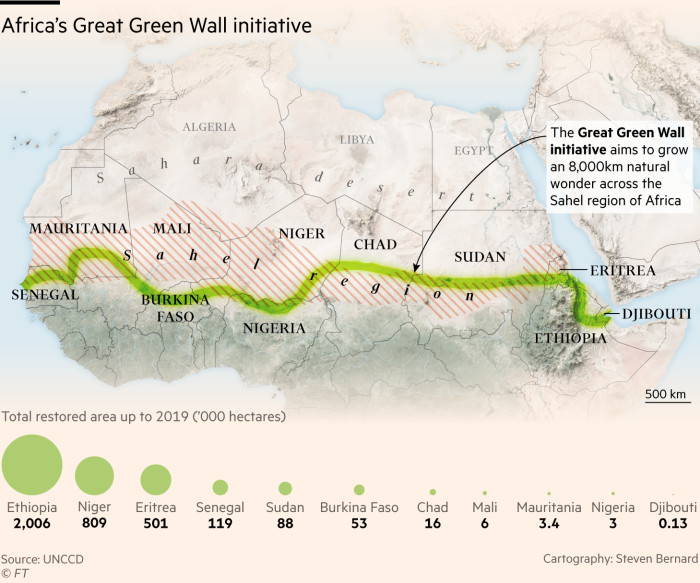 Africa's Great Green Wall initiative
ALGERIA
LIBYA
EGYPT
Sahara desert
The Great Green Wall
initiative aims to grow
an 8,000km natural
wonder across the
Sahel region of Africa
MAURITANIA
MALI
NIGER
CHAD
SUDAN
Sahel region
ERITREA
SENEGAL
BURKINA
FASO
NIGERIA
DJIBOUTI
ETHIOPIA
500 km
Total restored area up to 2019 ('000 hectares)
Ethiopia Niger Eritrea Senegal Sudan Burkina Faso Chad Mali Mauritania Nigeria Djibouti
2,006 809 501 119 88 53 16 6 3.4 3 0.13
Source: UNCCD
Cartography: Steven Bernard
© FT